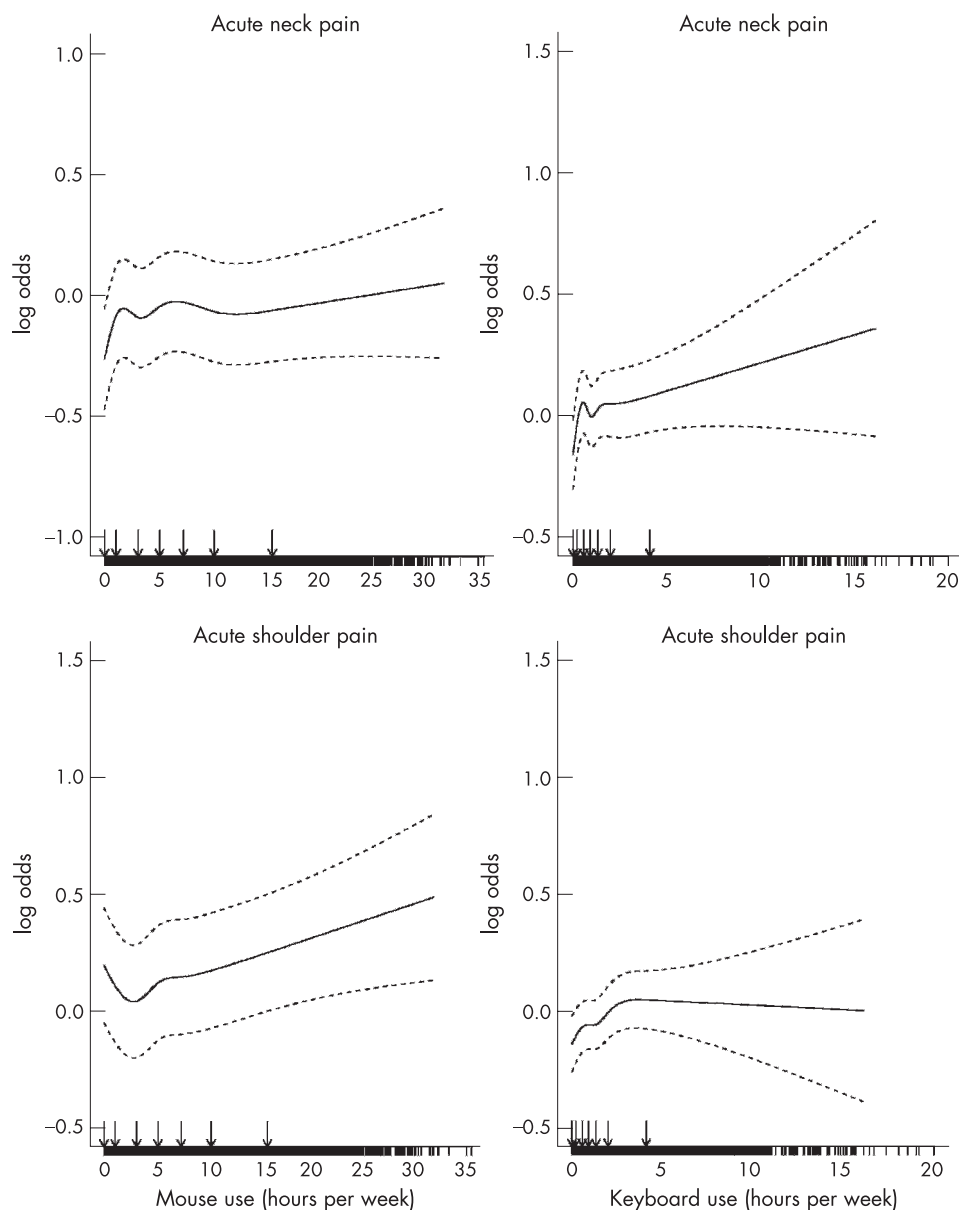 Acute neck pain
1.0
0.5
0.0
–0.5
–1.0
log odds
0 5 10 15 20 25 30 35
Acute neck pain
1.5
1.0
0.5
0.0
–0.5
log odds
0 5 10 15 20
Acute shoulder pain
1.5
1.0
0.5
0.0
–0.5
log odds
0 5 10 15 20 25 30 35
Mouse use (hours per week)
Acute shoulder pain
1.5
1.0
0.5
0.0
–0.5
log odds
0 5 10 15 20
Keyboard use (hours per week)